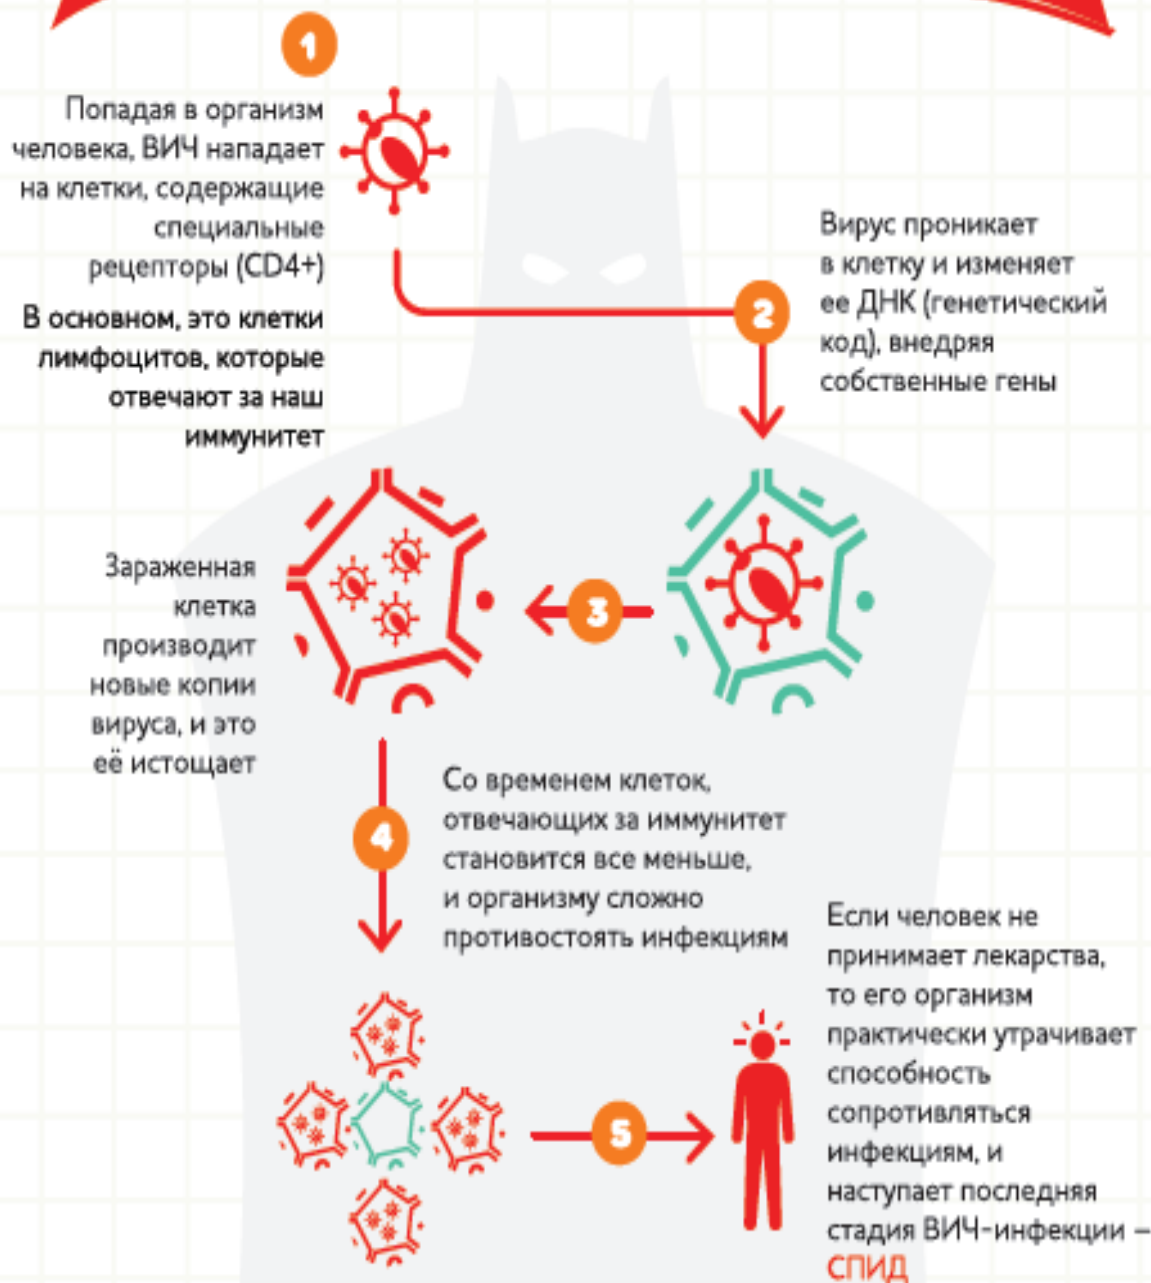 1
Попадая в организм
человека, ВИЧ нападает
на клетки, содержащие
специальные
рецепторы (CD4+)
В основном, это клетки
лимфоцитов, которые
отвечают за наш
иммунитет
2
Вирус проникает
в клетку и изменяет
ее ДНК (генетический
код), внедряя
собственные гены
3
Зараженная
клетка
производит
новые копии
вируса, и это
её истощает
4
Со временем клеток,
отвечающих за иммунитет
становится все меньше,
и организму сложно
противостоять инфекциям
5
Если человек не
принимает лекарства,
то его организм
практически утрачивает
способность
сопротивляться
инфекциям, и
наступает последняя
стадия ВИЧ-инфекции –
СПИД